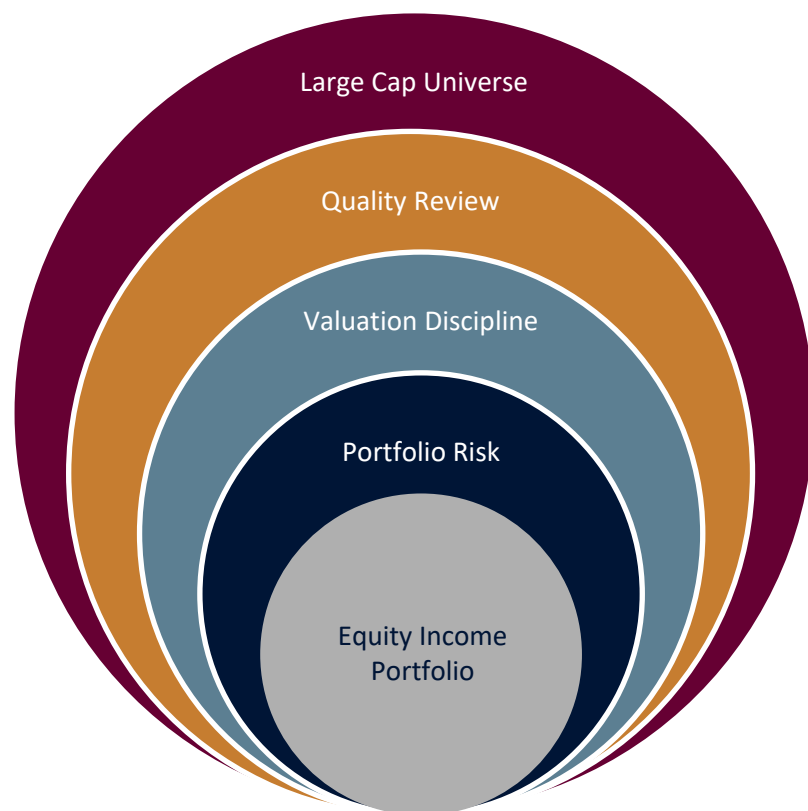 Large Cap Universe
Quality Review
Valuation Discipline
Portfolio Risk
Equity Income
Portfolio